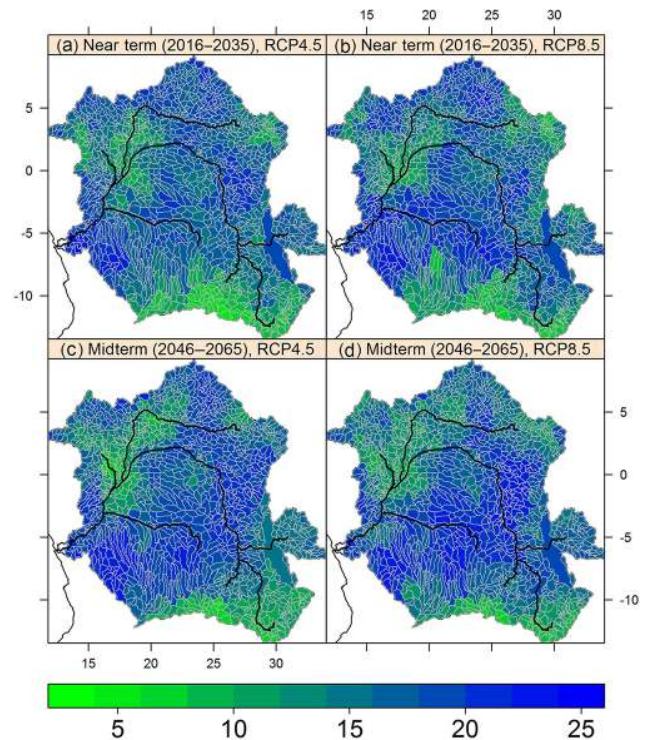 15 20 25 30
(a) Near term (2016–2035), RCP4.5
(b) Near term (2016–2035), RCP8.5
5
0
-5
-10
(c) Midterm (2046–2065), RCP4.5
(d) Midterm (2046–2065), RCP8.5
5
0
-5
-10
15 20 25 30
5 10 15 20 25